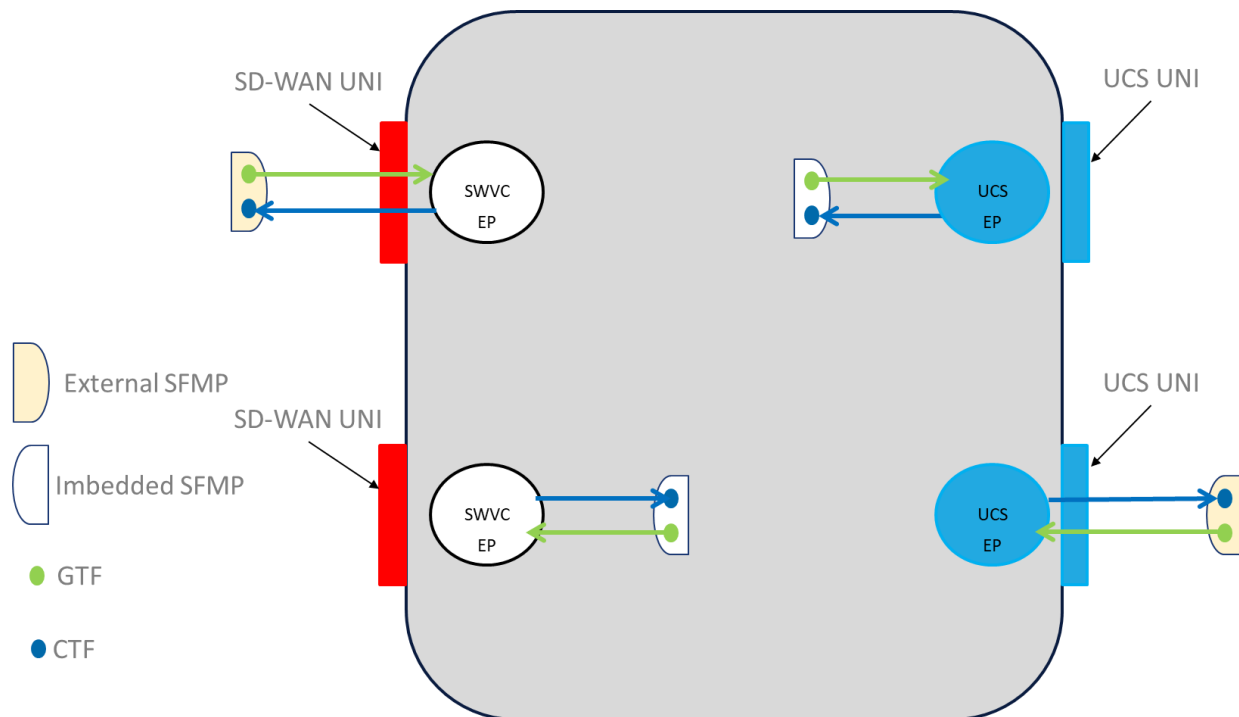 SD-WAN UNI
UCS UNI
SWVC
EP
UCS
EP
External SFMP
SD-WAN UNI
UCS UNI
Imbedded SFMP
SWVC
EP
UCS
EP
GTF
CTF